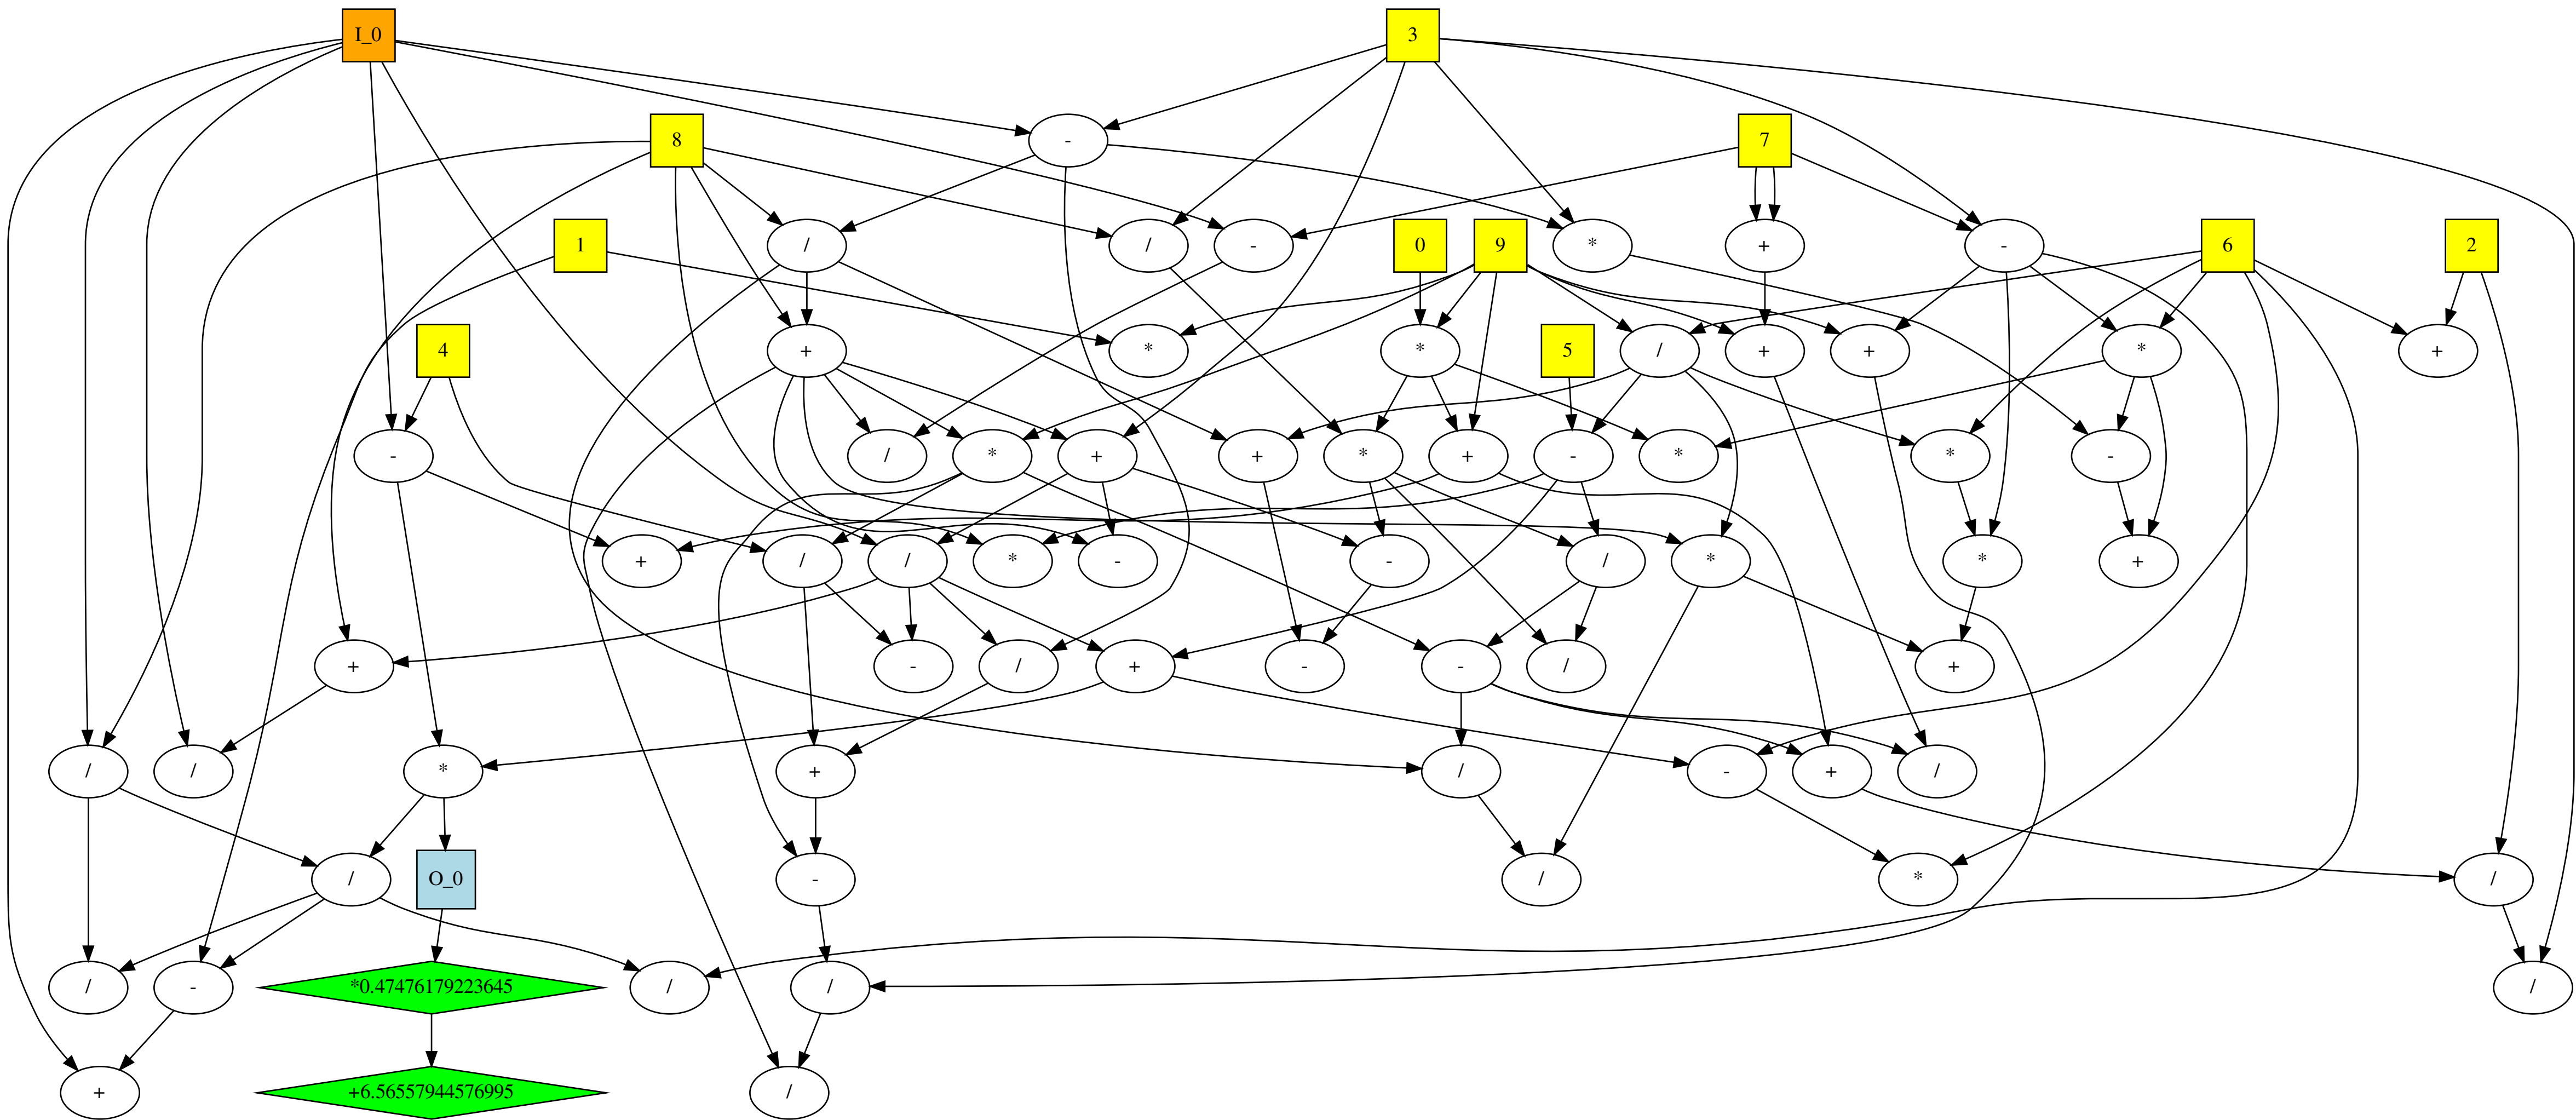 I_0 3
8 - 7
1 / / - 0 9 * + - 6 2
4 + * * 5 / + + * +
- / * + + * + - * * -
+ / / * - - / * * +
+ - / + - - / +
/ / * + / - + /
/ O_0 - / * /
/ - *0.47476179223645 / / /
+ +6.56557944576995 /